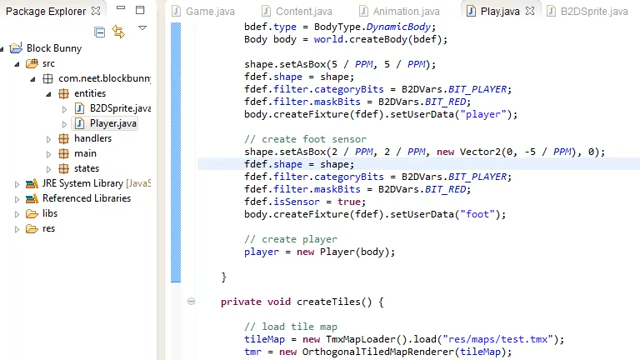 Package Explorer
Block Bunny
src
com.neet.blockbunny
entities
B2DSprite.java
Player.java
handlers
main
states
JRE System Library [JavaS
Referenced Libraries
libs
res
Game.java
Content.java
Animation.java
Play.java
B2DSprite.java
bdef.type = BodyType.DynamicBody;
Body body = world.createBody(bdef);
shape.setAsBox(5 / PPM, 5 / PPM);
fdef.shape = shape;
fdef.filter.categoryBits = B2DVars.BIT_PLAYER;
fdef.filter.maskBits = B2DVars.BIT_RED;
body.createFixture(fdef).setUserData("player");
// create foot sensor
shape.setAsBox(2 / PPM, 2 / PPM, new Vector2(0, -5 / PPM), 0);
fdef.shape = shape;
fdef.filter.categoryBits = B2DVars.BIT_PLAYER;
fdef.filter.maskBits = B2DVars.BIT_RED;
fdef.isSensor = true;
body.createFixture(fdef).setUserData("foot");
// create player
player = new Player(body);
}
private void createTiles() {
// load tile map
tileMap = new TmxMapLoader().load("res/maps/test.tmx");
tmr = new OrthogonalTiledMapRenderer(tileMap);